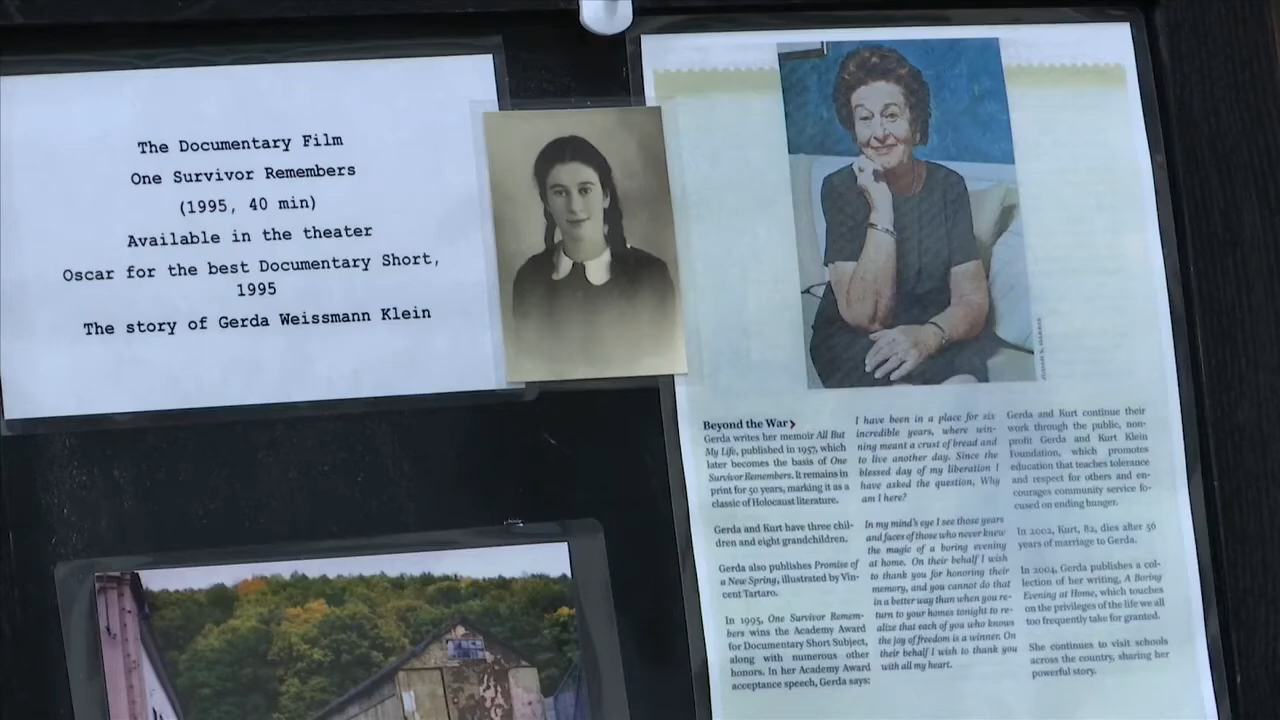 The Documentary Film
One Survivor Remembers
(1995, 40 min)
Available in the theater
Oscar for the best Documentary Short,
1995
The story of Gerda Weissmann Klein
Beyond the War
Gerda writes her memoir All But
My Life, published in 1957, which
later becomes the basis of One
Survivor Remembers. It remains in
print for 50 years, marking it as a
classic of Holocaust literature.
Gerda and Kurt have three chil-
dren and eight grandchildren.
Gerda also publishes Promise of
a New Spring, illustrated by Vin-
cent Tartaro.
In 1995, One Survivor Remem-
bers wins the Academy Award
for Documentary Short Subject,
along with numerous other
honors. In her Academy Award
acceptance speech, Gerda says:
I have been in a place for six
incredible years, where win-
ning meant a crust of bread and
to live another day. Since the
blessed day of my liberation I
have asked the question, Why
am I here?
In my mind's eye I see those years
and faces of those who never knew
the magic of a boring evening
at home. On their behalf I wish
to thank you for honoring their
memory, and you cannot do that
in a better way than when you re-
turn to your homes tonight to re-
alize that each of you who knows
the joy of freedom is a winner. On
their behalf I wish to thank you
with all my heart.
Gerda and Kurt continue their
work through the public, non-
profit Gerda and Kurt Klein
Foundation, which promotes
education that teaches tolerance
and respect for others and en-
courages community service fo-
cused on ending hunger.
In 2002, Kurt, 82, dies after 56
years of marriage to Gerda.
In 2004, Gerda publishes a col-
lection of her writing, A Boring
Evening at Home, which touches
on the privileges of the life we all
too frequently take for granted.
She continues to visit schools
across the country, sharing her
powerful story.